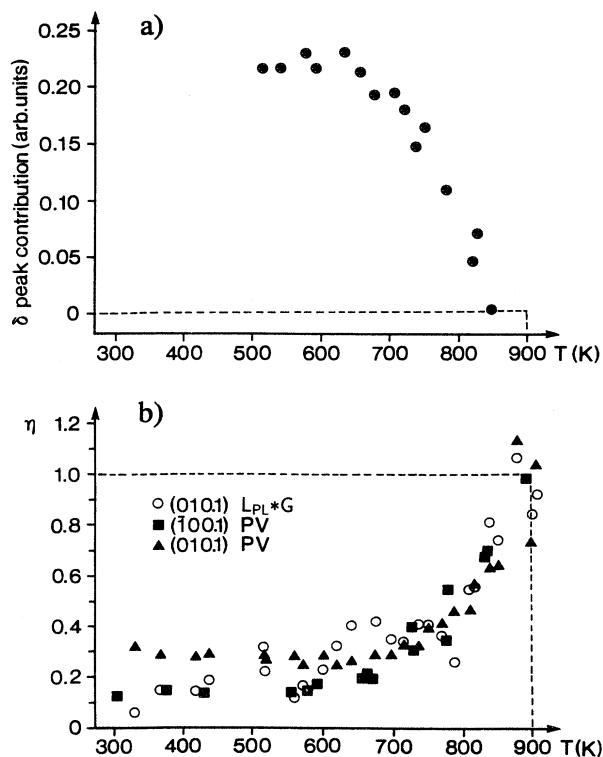 a)
δ peak contribution (arb.units)
0.25
0.20
0.15
0.10
0.05
0
300 400 500 600 700 800 900 T (K)
b)
η
1.2
1.0
0.8
0.6
0.4
0.2
0
(010.1) L_PL*G
(1̄00.1) PV
(010.1) PV
300 400 500 600 700 800 900 T(K)